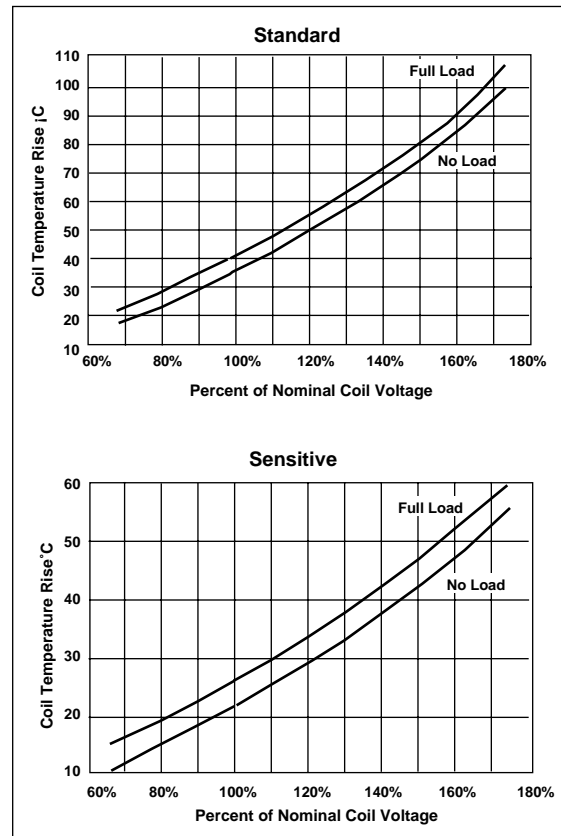 Standard
Coil Temperature Rise ¡C
110
100
90
80
70
60
50
40
30
20
10
Full Load
No Load
60% 80% 100% 120% 140% 160% 180%
Percent of Nominal Coil Voltage
Sensitive
Coil Temperature Rise˚C
60
50
40
30
20
10
Full Load
No Load
60% 80% 100% 120% 140% 160% 180%
Percent of Nominal Coil Voltage